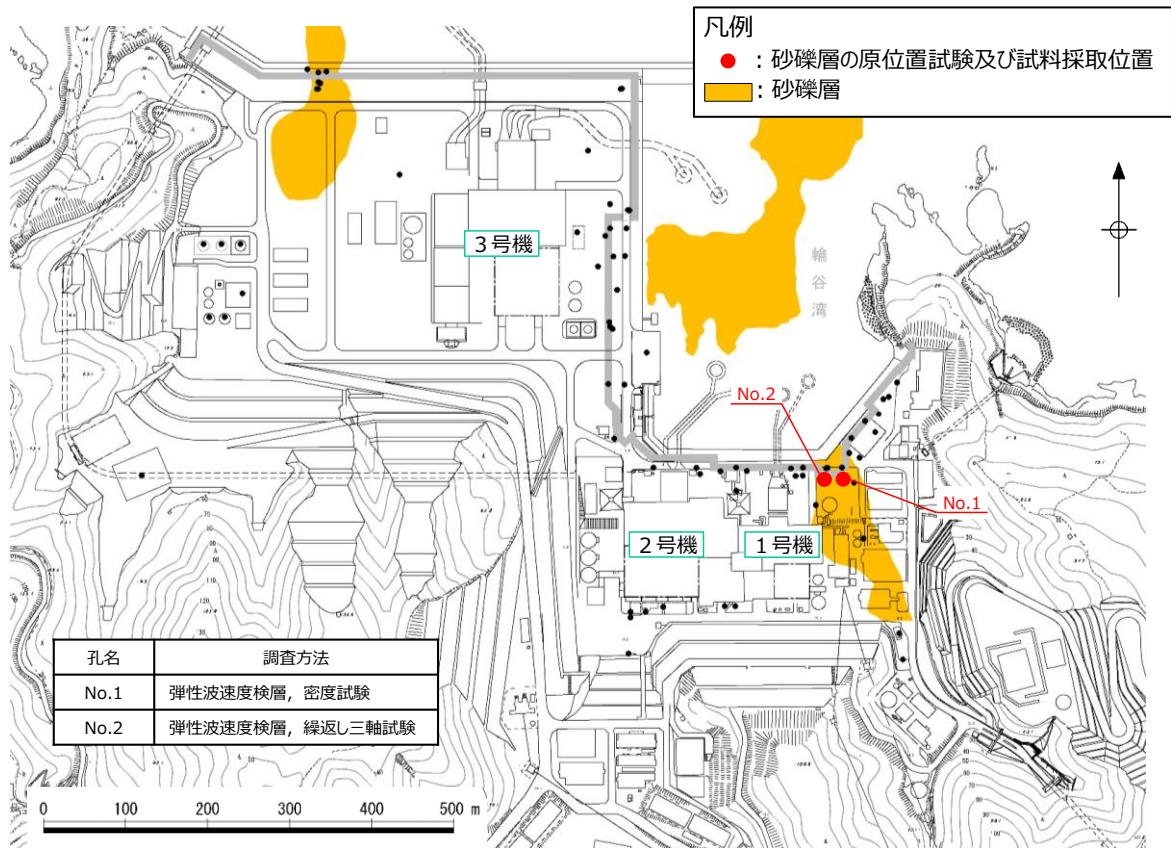 凡例
●：砂礫層の原位置試験及び試料採取位置
：砂礫層
3号機
輪谷湾
No.2
No.1
2号機
1号機
孔名 調査方法
No.1 弾性波速度検層，密度試験
No.2 弾性波速度検層，繰返し三軸試験
0 100 200 300 400 500 m